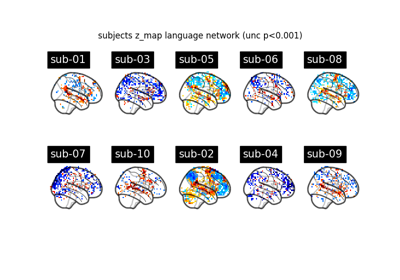 subjects z_map language network (unc p<0.001)
sub-01 sub-03 sub-05 sub-06 sub-08
sub-07 sub-10 sub-02 sub-04 sub-09